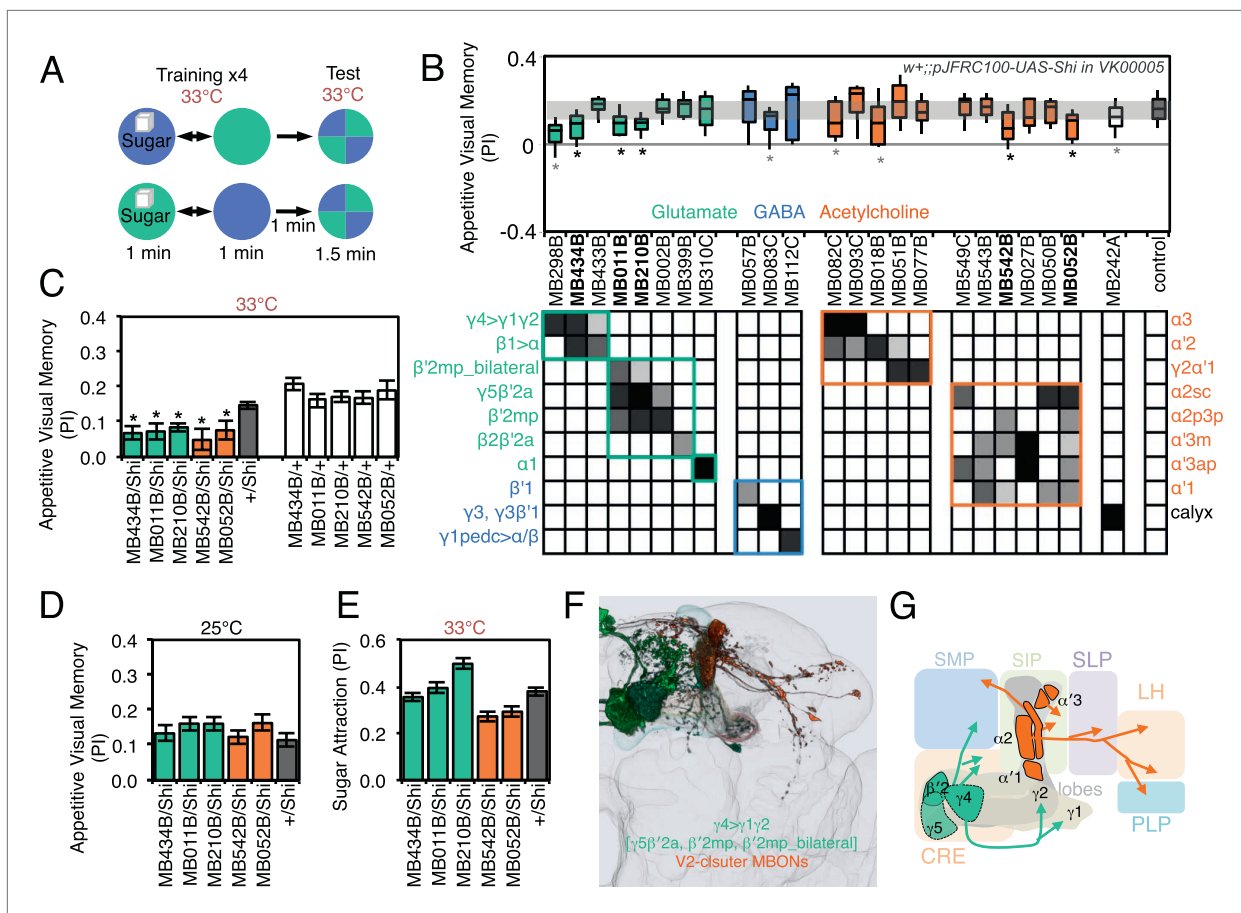 A
Training x4
33°C
Test
33°C
Sugar
Sugar
1 min
1 min
1 min
1.5 min
B
Appetitive Visual Memory
(PI)
0.4
0
-0.4
w+;;pJFRC100-UAS-Shi in VK00005
* * * * * * * * * * *
Glutamate GABA Acetylcholine
MB298B
MB434B
MB433B
MB011B
MB210B
MB002B
MB399B
MB310C
MB057B
MB083C
MB112C
MB082C
MB093C
MB018B
MB051B
MB077B
MB549C
MB543B
MB542B
MB027B
MB050B
MB052B
MB242A
control
γ4>γ1γ2
β1>α
β'2mp_bilateral
γ5β'2a
β'2mp
β2β'2a
α1
β'1
γ3, γ3β'1
γ1pedc>α/β
α3
α'2
γ2α'1
α2sc
α2p3p
α'3m
α'3ap
α'1
calyx
C
33°C
Appetitive Visual Memory
(PI)
0.4
0.3
0.2
0.1
0.0
* * * * *
MB434B/Shi
MB011B/Shi
MB210B/Shi
MB542B/Shi
MB052B/Shi
+/Shi
MB434B/+
MB011B/+
MB210B/+
MB542B/+
MB052B/+
D
25°C
Appetitive Visual Memory
(PI)
0.4
0.3
0.2
0.1
0.0
MB434B/Shi
MB011B/Shi
MB210B/Shi
MB542B/Shi
MB052B/Shi
+/Shi
E
33°C
Sugar Attraction (PI)
0.6
0.4
0.2
0.0
MB434B/Shi
MB011B/Shi
MB210B/Shi
MB542B/Shi
MB052B/Shi
+/Shi
F
γ4>γ1γ2
[γ5β'2a, β'2mp, β'2mp_bilateral]
V2-clsuter MBONs
G
SMP
SIP
SLP
LH
α'3
α2
α'1
γ2
lobes
γ1
β'2
γ4
γ5
CRE
PLP